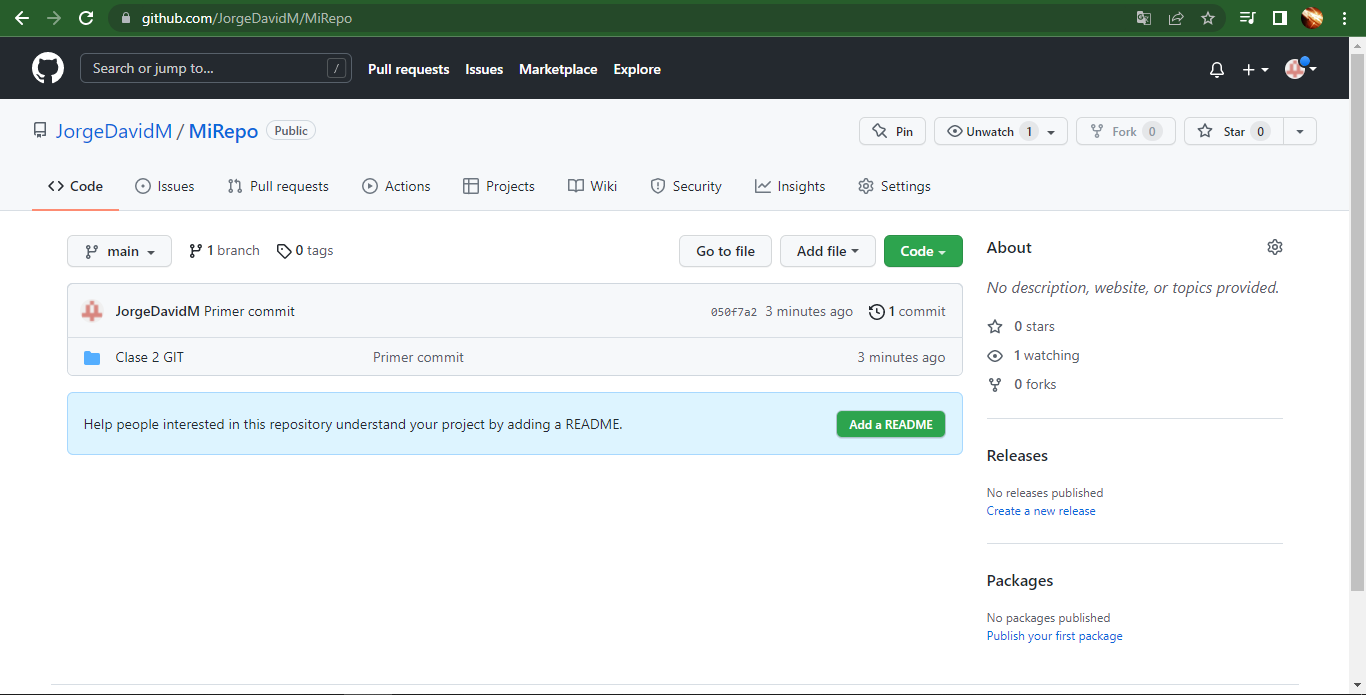 github.com/JorgeDavidM/MiRepo
Search or jump to... /
Pull requests Issues Marketplace Explore
JorgeDavidM / MiRepo Public
Pin Unwatch 1 Fork 0 Star 0
Code Issues Pull requests Actions Projects Wiki Security Insights Settings
main 1 branch 0 tags Go to file Add file Code
JorgeDavidM Primer commit 050f7a2 3 minutes ago 1 commit
Clase 2 GIT Primer commit 3 minutes ago
Help people interested in this repository understand your project by adding a README. Add a README
About
No description, website, or topics provided.
0 stars
1 watching
0 forks
Releases
No releases published
Create a new release
Packages
No packages published
Publish your first package